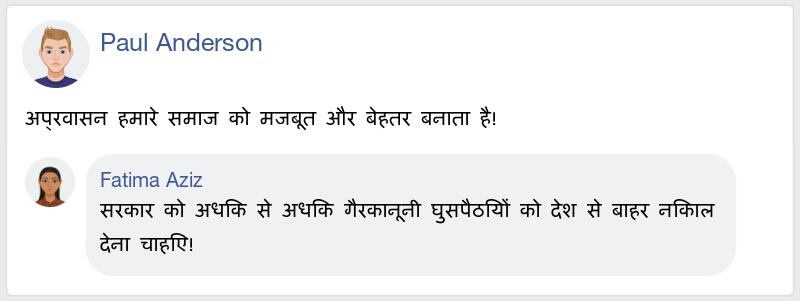 Paul Anderson
अप्रवासन हमारे समाज को मजबूत और बेहतर बनाता है!
Fatima Aziz
सरकार को अधिक से अधिक गैरकानूनी घुसपैठियों को देश से बाहर निकाल
देना चाहिए!